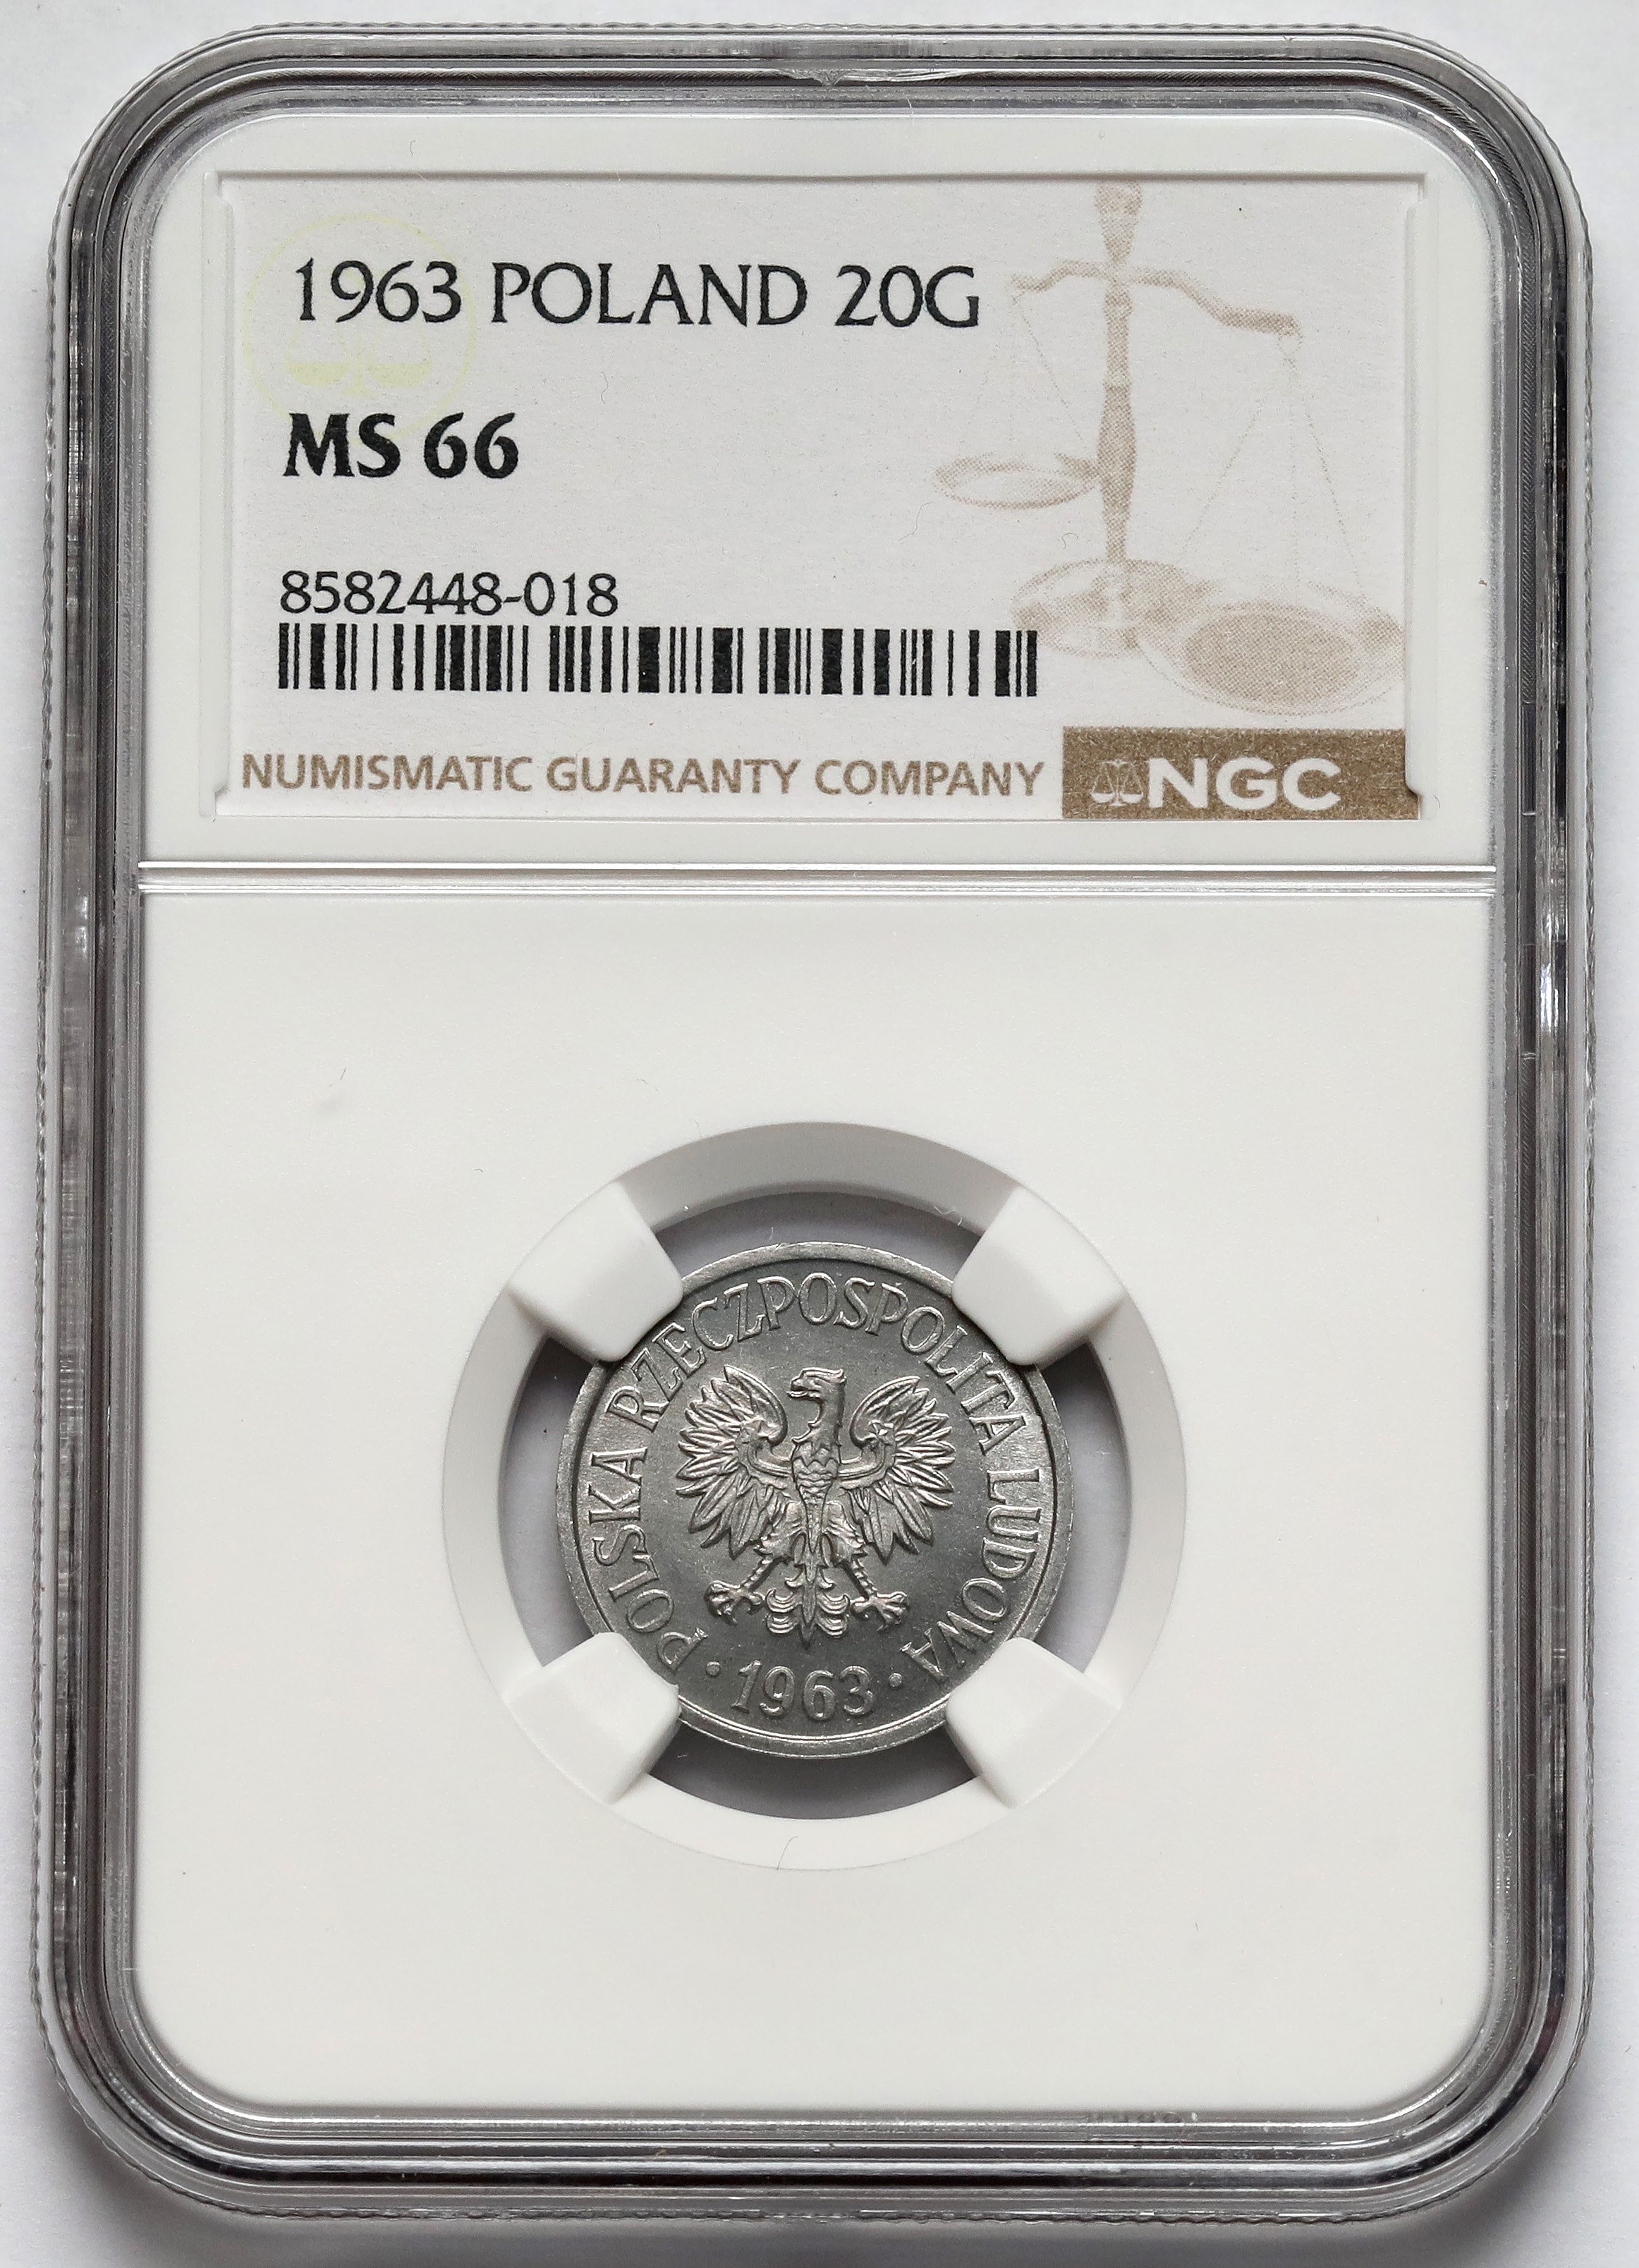 1963 POLAND 20G
MS 66
8582448-018
NUMISMATIC GUARANTY COMPANY
NGC
POLSKA RZECZPOSPOLITA LUDOWA
· 1963 ·